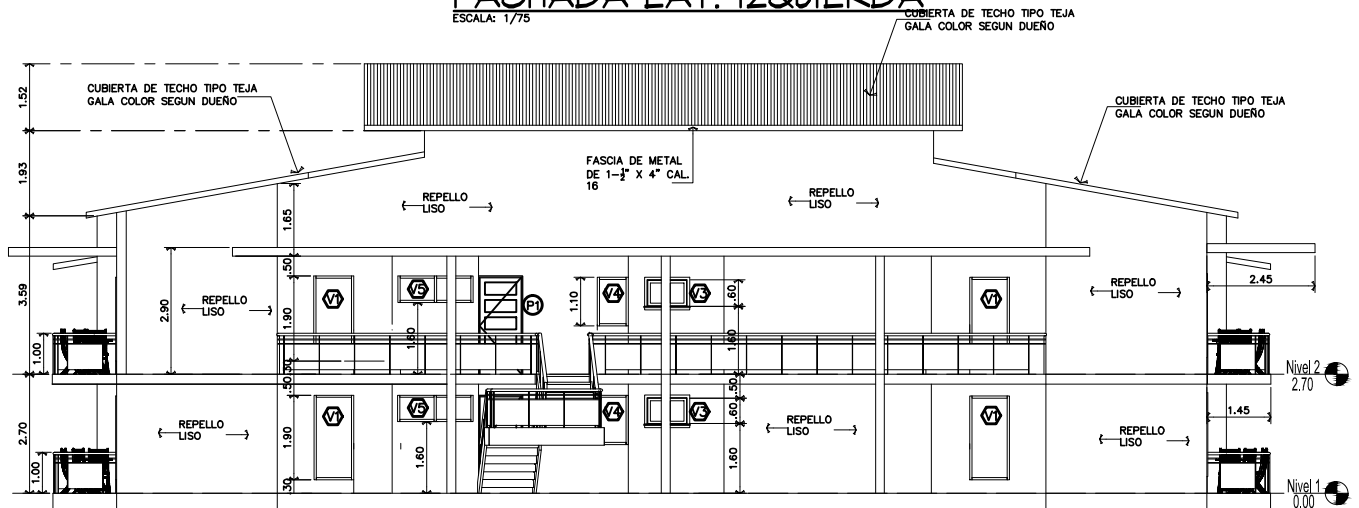 FACHADA LAT. IZQUIERDA
ESCALA: 1/75
CUBIERTA DE TECHO TIPO TEJA
GALA COLOR SEGUN DUEÑO
CUBIERTA DE TECHO TIPO TEJA
GALA COLOR SEGUN DUEÑO
CUBIERTA DE TECHO TIPO TEJA
GALA COLOR SEGUN DUEÑO
1.52
1.93
3.59
2.70
FASCIA DE METAL
DE 1-½" X 4" CAL.
16
REPELLO
LISO
REPELLO
LISO
1.65
.50
1.90
.30
.50
2.90
REPELLO
LISO
REPELLO
LISO
2.45
V1
V5
P1
1.10
V4
V3
.60
1.60
V1
1.60
1.00
Nivel 2
2.70
V1
V5
V4
V3
.50
.60
1.60
V1
1.45
REPELLO
LISO
REPELLO
LISO
REPELLO
LISO
1.90
.30
1.60
1.00
Nivel 1
0.00